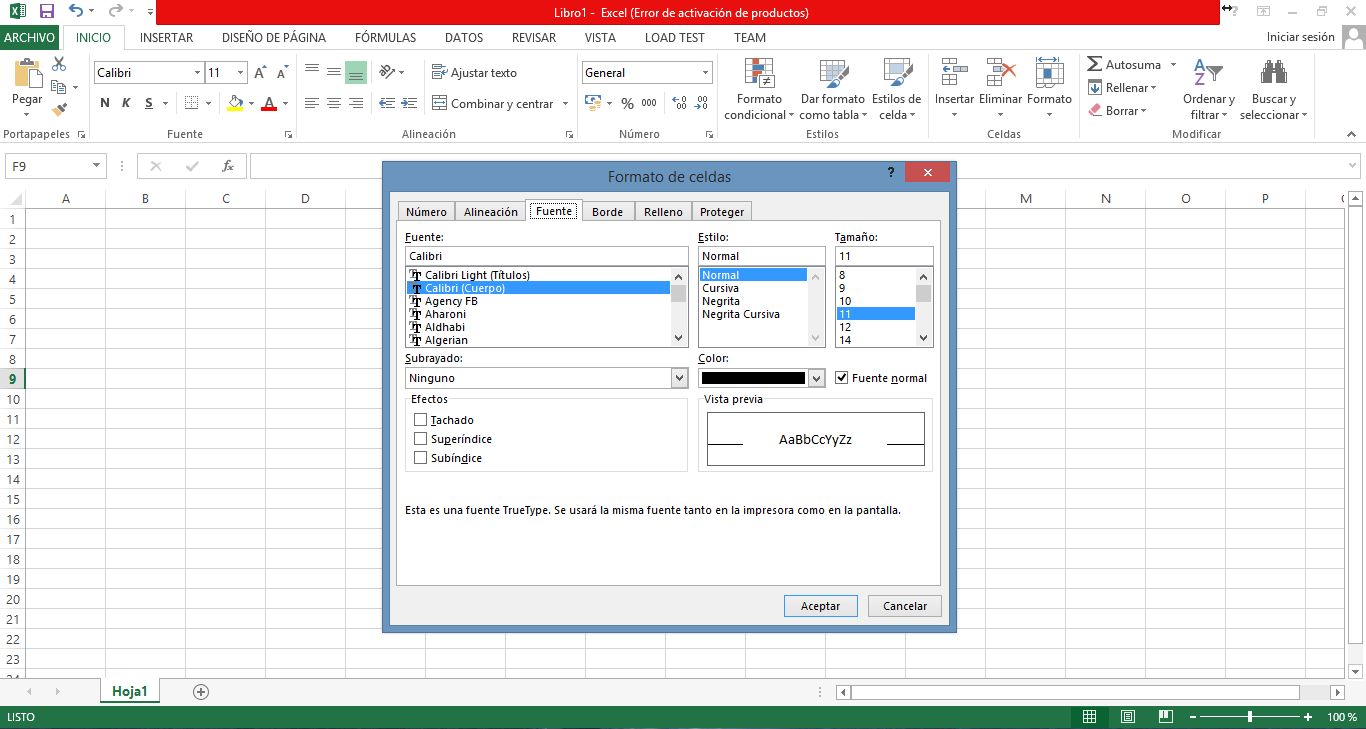 Libro1 - Excel (Error de activación de productos)
ARCHIVO INICIO INSERTAR DISEÑO DE PÁGINA FÓRMULAS DATOS REVISAR VISTA LOAD TEST TEAM Iniciar sesión
Calibri 11 Ajustar texto General Autosuma
Pegar Rellenar
N K S Combinar y centrar % 000 Borrar
Formato condicional Dar formato como tabla Estilos de celda Insertar Eliminar Formato Ordenar y filtrar Buscar y seleccionar
Portapapeles Fuente Alineación Número Estilos Celdas Modificar
F9 fx
A B C D M N O P
1
2
3
4
5
6
7
8
9
10
11
12
13
14
15
16
17
18
19
20
21
22
23
24
Formato de celdas ?
Número Alineación Fuente Borde Relleno Proteger
Fuente: Estilo: Tamaño:
Calibri Normal 11
Calibri Light (Títulos) Normal 8
Calibri (Cuerpo) Cursiva 9
Agency FB Negrita 10
Aharoni Negrita Cursiva 11
Aldhabi 12
Algerian 14
Subrayado: Color:
Ninguno Fuente normal
Efectos Vista previa
Tachado
Superíndice AaBbCcYyZz
Subíndice
Esta es una fuente TrueType. Se usará la misma fuente tanto en la impresora como en la pantalla.
Aceptar Cancelar
Hoja1
LISTO 100 %